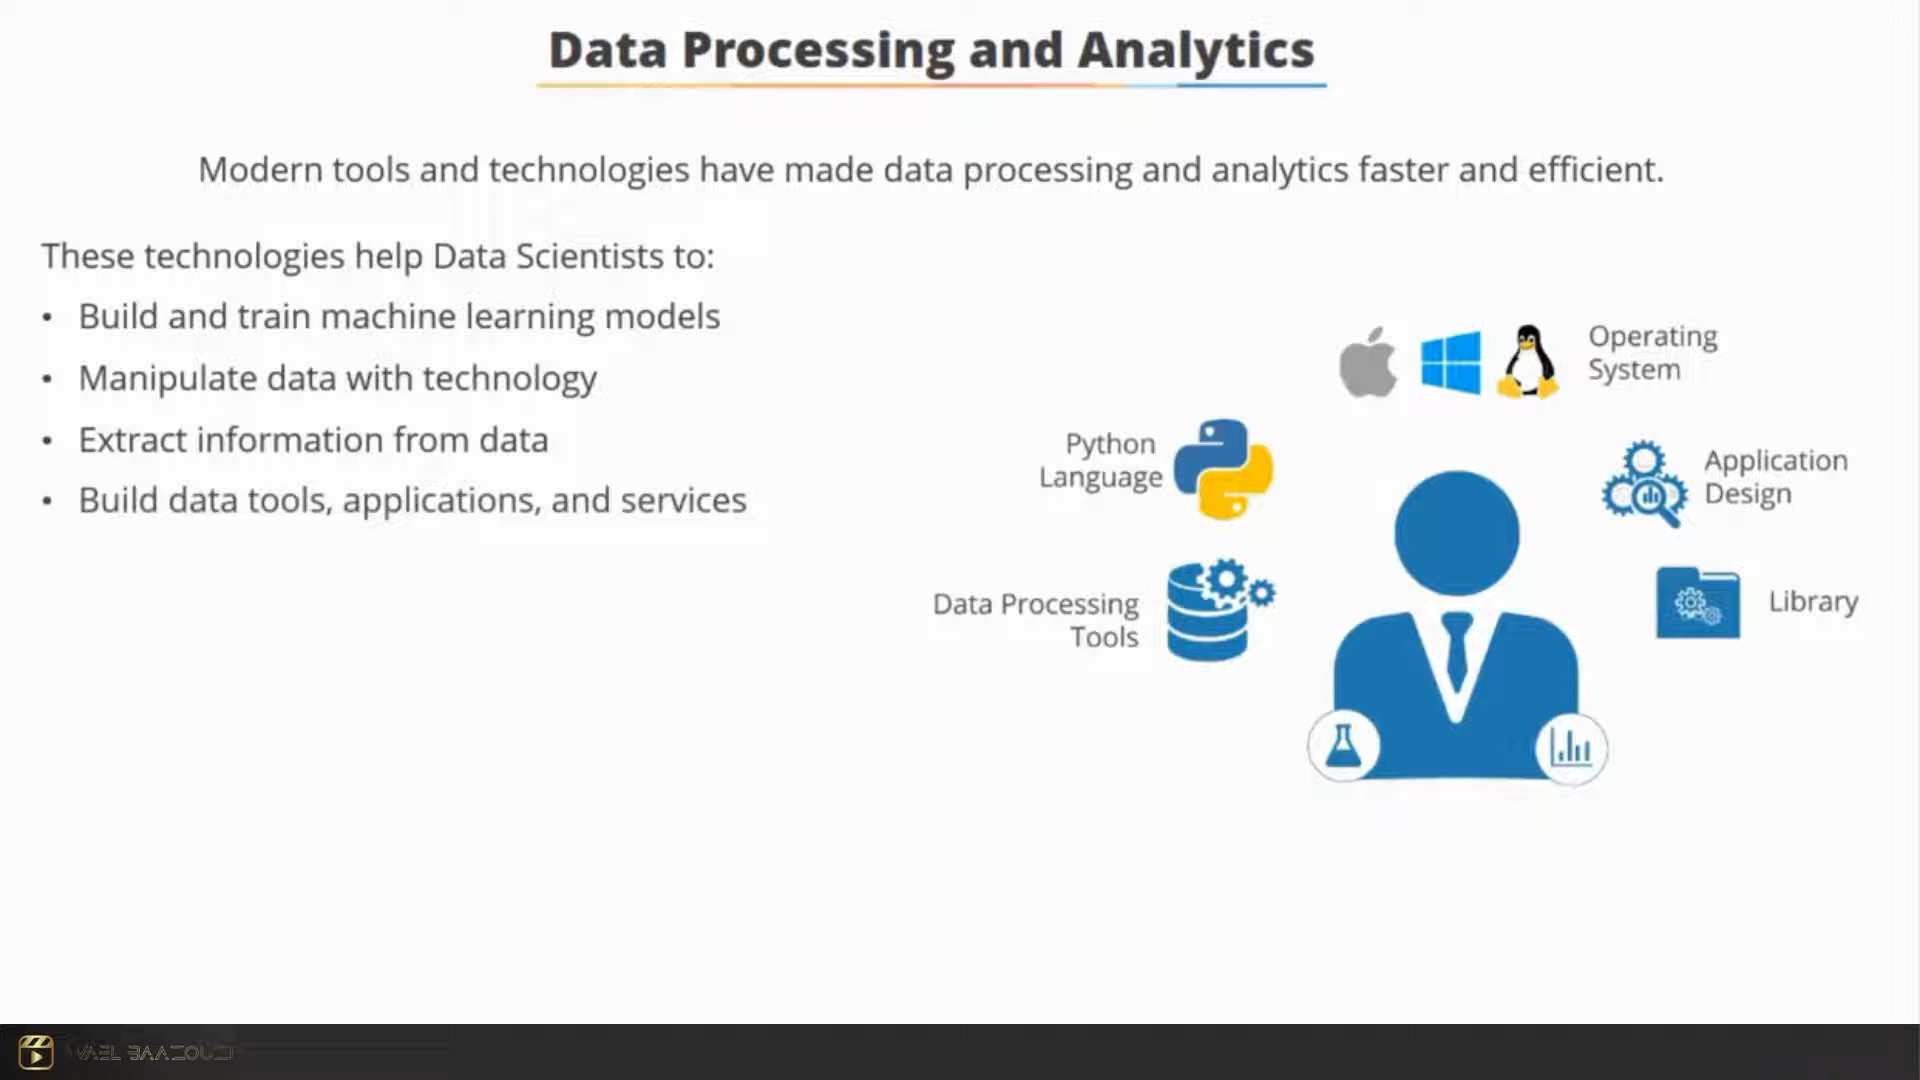 Data Processing and Analytics
Modern tools and technologies have made data processing and analytics faster and efficient.
These technologies help Data Scientists to:
• Build and train machine learning models
• Manipulate data with technology
• Extract information from data
• Build data tools, applications, and services
Operating
System
Python
Language
Application
Design
Data Processing
Tools
Library